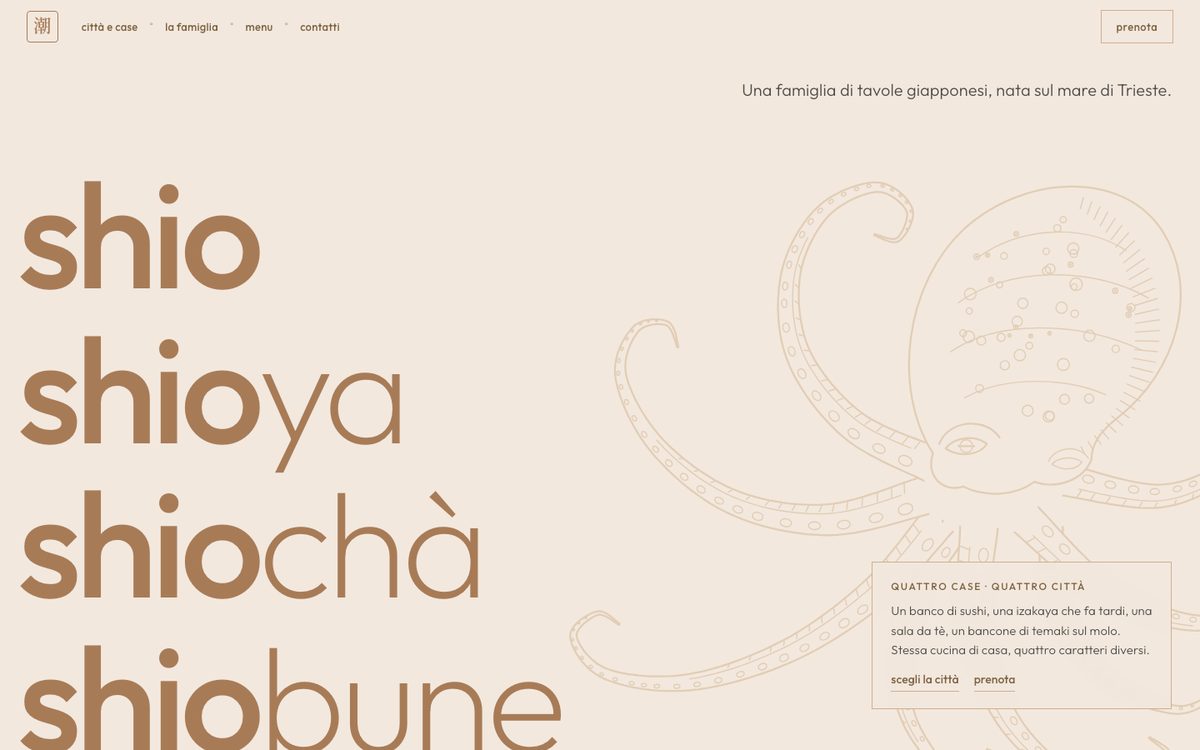 潮
città e case
la famiglia
menu
contatti
prenota
Una famiglia di tavole giapponesi, nata sul mare di Trieste.
shio
shioya
shiochà
shiobune
QUATTRO CASE · QUATTRO CITTÀ
Un banco di sushi, una izakaya che fa tardi, una
sala da tè, un bancone di temaki sul molo.
Stessa cucina di casa, quattro caratteri diversi.
scegli la città
prenota